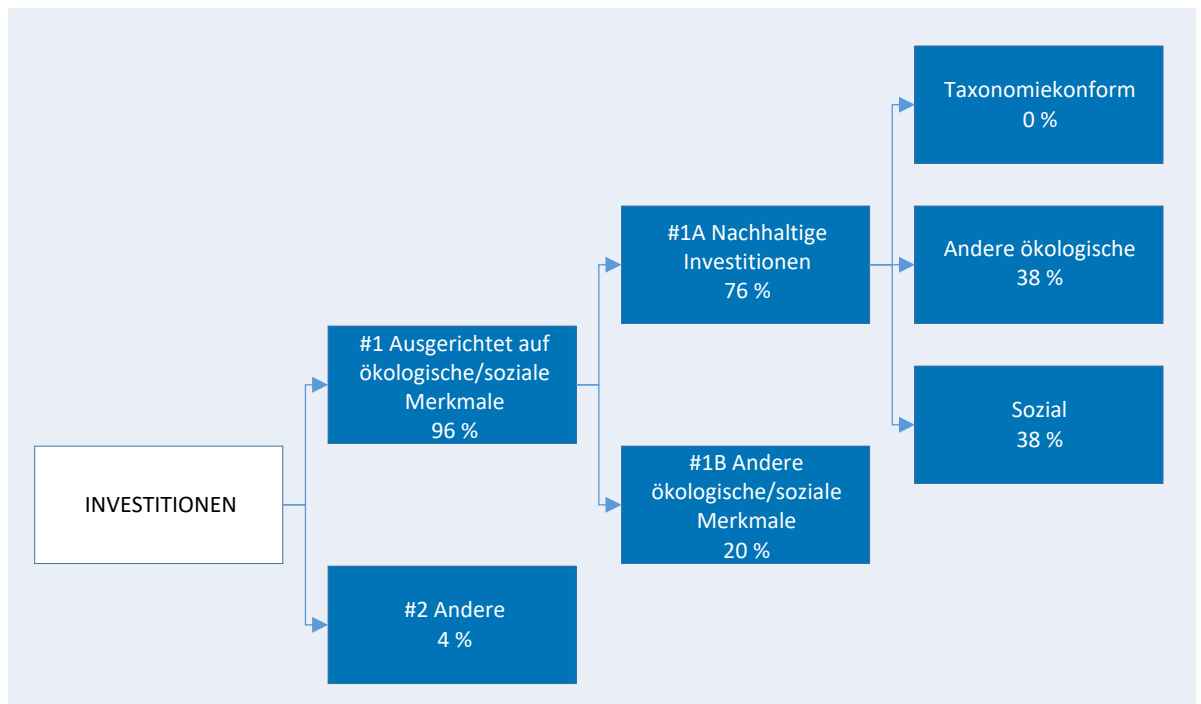 INVESTITIONEN
#1 Ausgerichtet auf
ökologische/soziale
Merkmale
96 %
#2 Andere
4 %
#1A Nachhaltige
Investitionen
76 %
#1B Andere
ökologische/soziale
Merkmale
20 %
Taxonomiekonform
0 %
Andere ökologische
38 %
Sozial
38 %